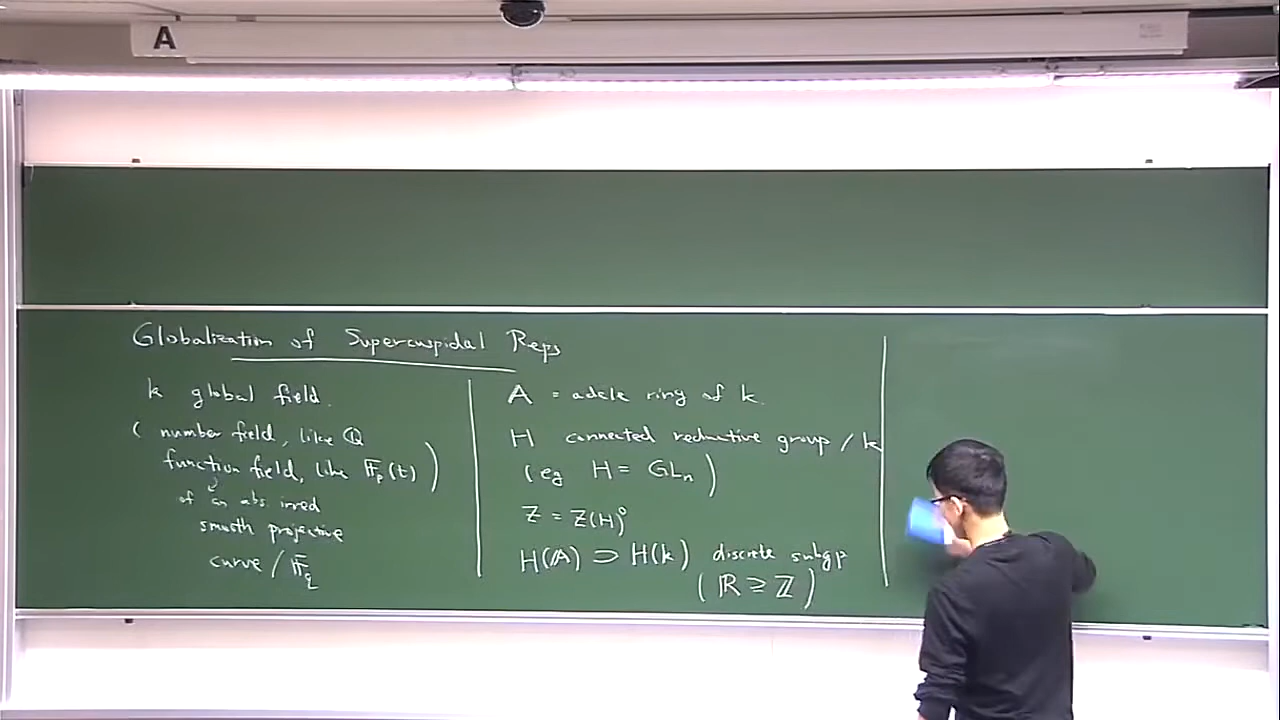 A
Globalization of Supercuspidal Reps
k global field.
( number field, like ℚ
function field, like 𝔽ₚ(t) )
of an abs. irred
smooth projective
curve / 𝔽_q
𝔸 = adele ring of k.
H connected reductive group / k
(eg H = GLₙ )
Z = Z(H)°
H(𝔸) ⊃ H(k) discrete subgp
( ℝ ⊇ ℤ )